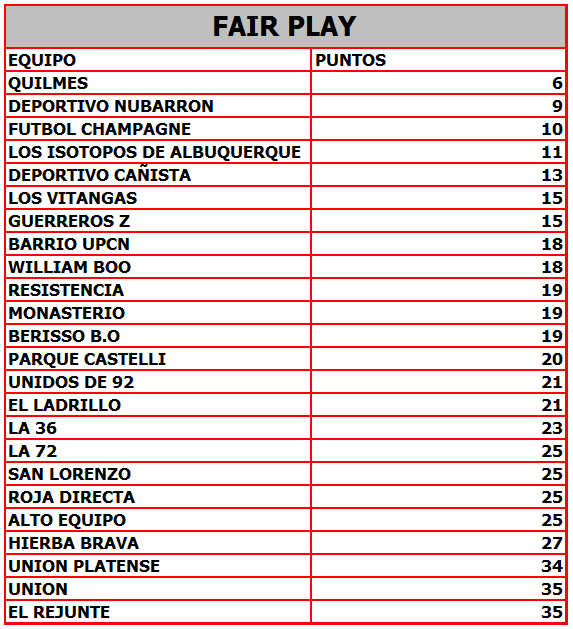 FAIR PLAY
EQUIPO PUNTOS
QUILMES 6
DEPORTIVO NUBARRON 9
FUTBOL CHAMPAGNE 10
LOS ISOTOPOS DE ALBUQUERQUE 11
DEPORTIVO CAÑISTA 13
LOS VITANGAS 15
GUERREROS Z 15
BARRIO UPCN 18
WILLIAM BOO 18
RESISTENCIA 19
MONASTERIO 19
BERISSO B.O 19
PARQUE CASTELLI 20
UNIDOS DE 92 21
EL LADRILLO 21
LA 36 23
LA 72 25
SAN LORENZO 25
ROJA DIRECTA 25
ALTO EQUIPO 25
HIERBA BRAVA 27
UNION PLATENSE 34
UNION 35
EL REJUNTE 35